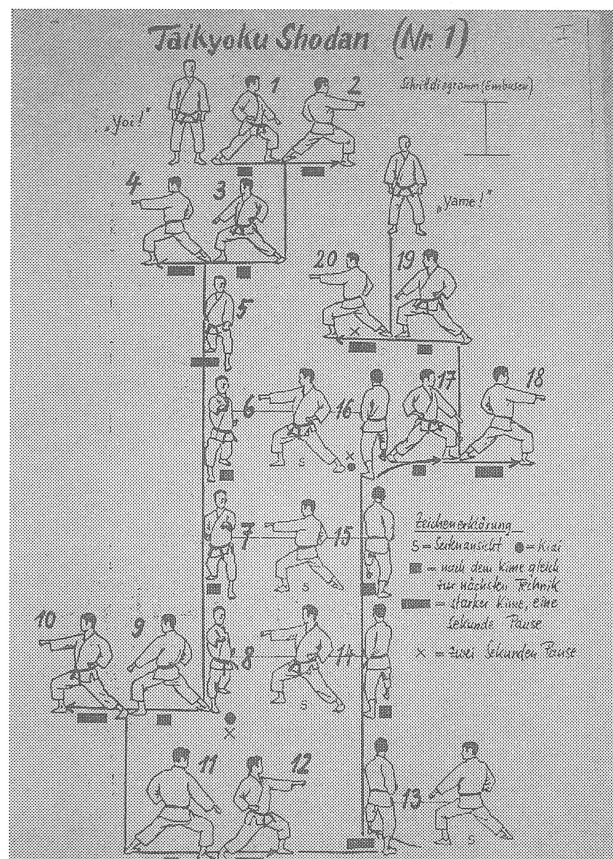 Taikyoku Shodan (Nr. 1)
I
Schrittdiagramm (Embusen)
„Yoi!"
1
2
4
3
„Yame!"
20
19
5
6
16
17
18
7
15
Zeichenerklärung
S = Seitenansicht ● = Kiai
■ = nach dem Kime gleich
zur nächsten Technik
▬ = starker Kime, eine
Sekunde Pause
× = zwei Sekunden Pause
10
9
8
14
11
12
13
S
S
S
S